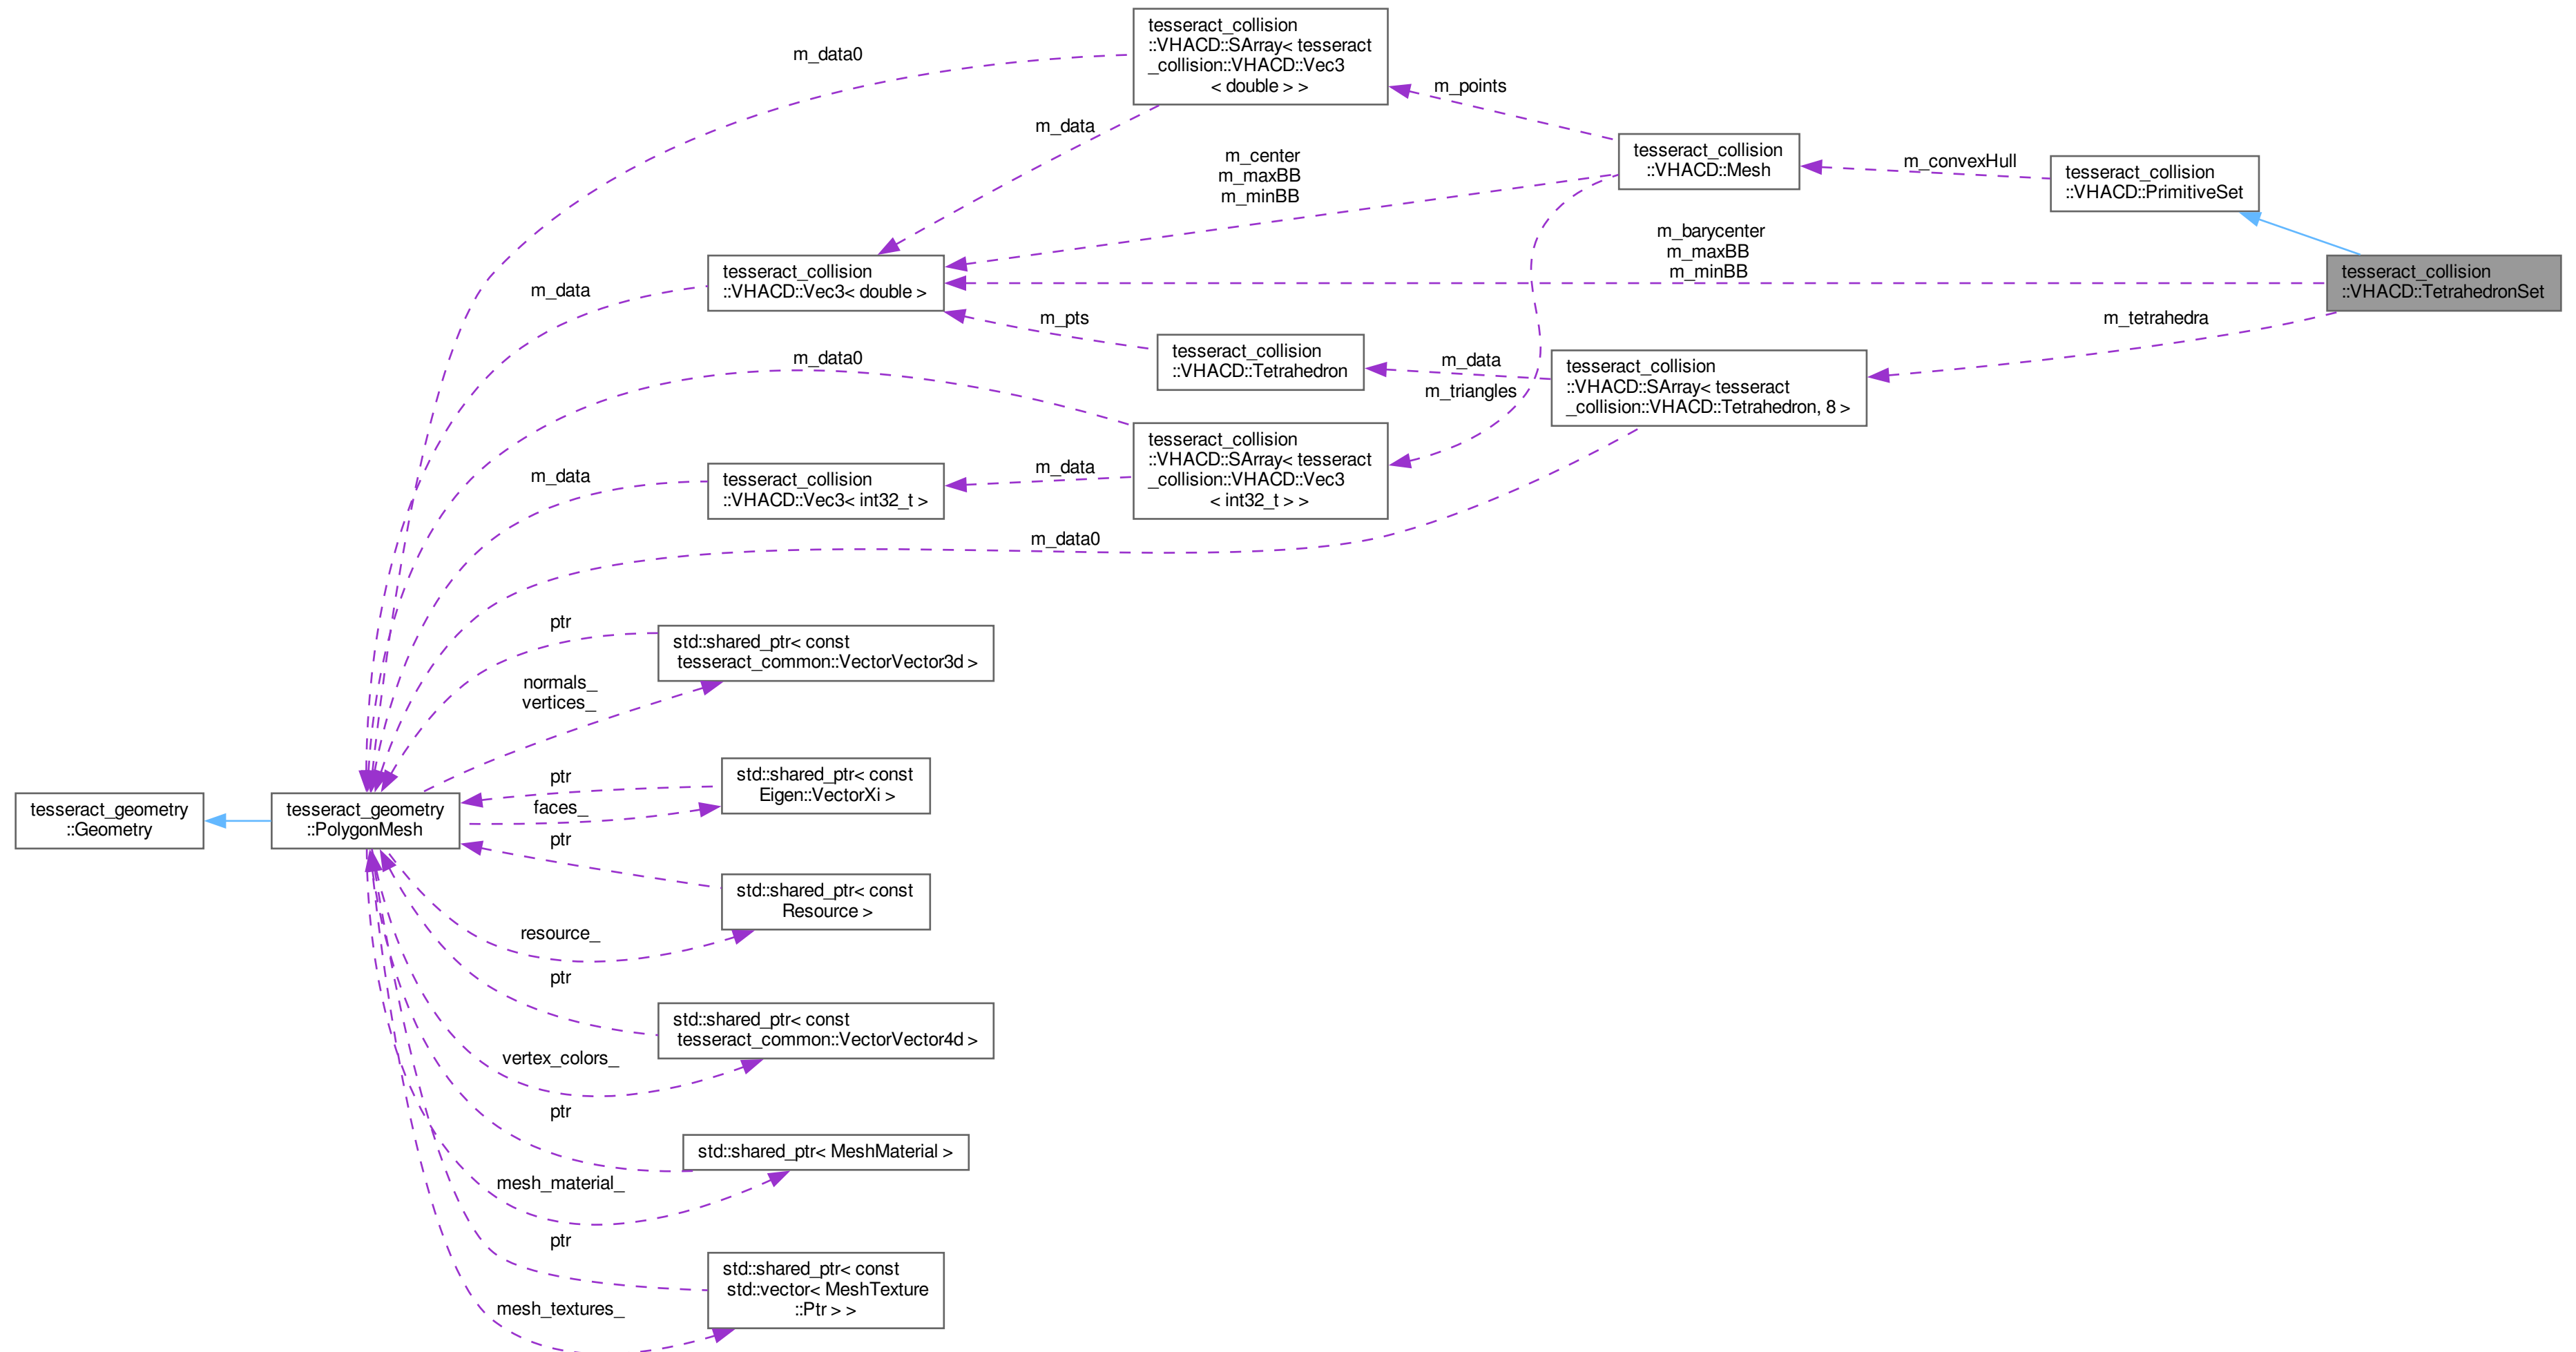 tesseract_collision
::VHACD::SArray< tesseract
_collision::VHACD::Vec3
< double > >
m_data0
m_points
m_data
m_center
m_maxBB
m_minBB
tesseract_collision
::VHACD::Mesh
m_convexHull
tesseract_collision
::VHACD::PrimitiveSet
m_barycenter
m_maxBB
m_minBB
tesseract_collision
::VHACD::TetrahedronSet
tesseract_collision
::VHACD::Vec3< double >
m_data
m_pts
m_tetrahedra
tesseract_collision
::VHACD::Tetrahedron
m_data
m_data0
tesseract_collision
::VHACD::SArray< tesseract
_collision::VHACD::Tetrahedron, 8 >
m_triangles
tesseract_collision
::VHACD::SArray< tesseract
_collision::VHACD::Vec3
< int32_t > >
m_data
m_data
tesseract_collision
::VHACD::Vec3< int32_t >
m_data0
ptr
std::shared_ptr< const
tesseract_common::VectorVector3d >
normals_
vertices_
ptr
std::shared_ptr< const
Eigen::VectorXi >
faces_
tesseract_geometry
::Geometry
tesseract_geometry
::PolygonMesh
ptr
std::shared_ptr< const
Resource >
resource_
ptr
std::shared_ptr< const
tesseract_common::VectorVector4d >
vertex_colors_
ptr
std::shared_ptr< MeshMaterial >
mesh_material_
ptr
std::shared_ptr< const
std::vector< MeshTexture
::Ptr > >
mesh_textures_